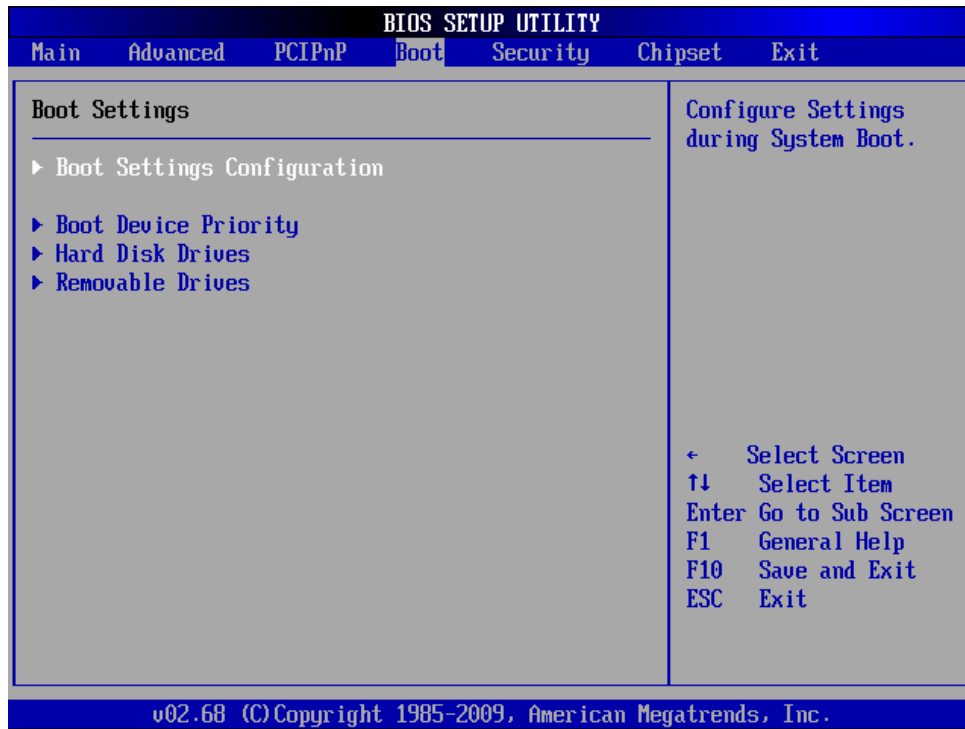 BIOS SETUP UTILITY
Main Advanced PCIPnP Boot Security Chipset Exit
Boot Settings
▶ Boot Settings Configuration
▶ Boot Device Priority
▶ Hard Disk Drives
▶ Removable Drives
Configure Settings
during System Boot.
← Select Screen
↑↓ Select Item
Enter Go to Sub Screen
F1 General Help
F10 Save and Exit
ESC Exit
v02.68 (C)Copyright 1985-2009, American Megatrends, Inc.